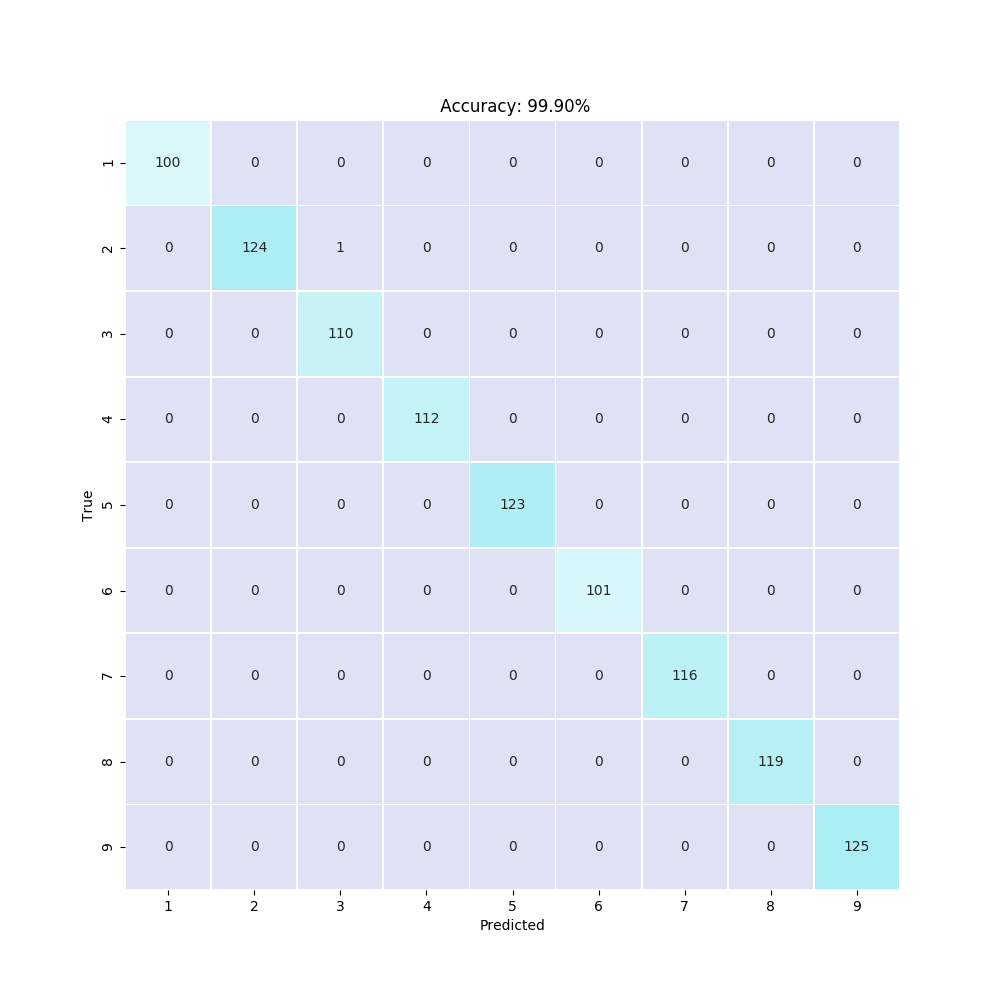 Accuracy: 99.90%
1 100 0 0 0 0 0 0 0 0
2 0 124 1 0 0 0 0 0 0
3 0 0 110 0 0 0 0 0 0
4 0 0 0 112 0 0 0 0 0
True
5 0 0 0 0 123 0 0 0 0
6 0 0 0 0 0 101 0 0 0
7 0 0 0 0 0 0 116 0 0
8 0 0 0 0 0 0 0 119 0
9 0 0 0 0 0 0 0 0 125
1 2 3 4 5 6 7 8 9
Predicted